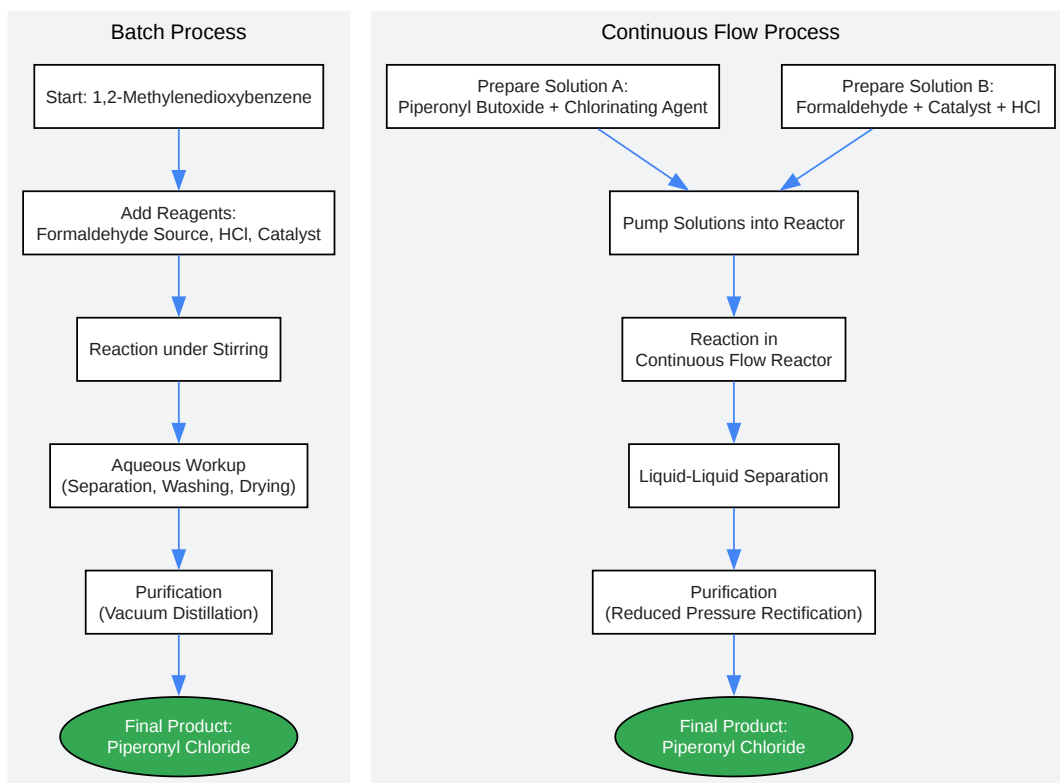 Batch Process
Start: 1,2-Methylenedioxybenzene
Add Reagents:
Formaldehyde Source, HCl, Catalyst
Reaction under Stirring
Aqueous Workup
(Separation, Washing, Drying)
Purification
(Vacuum Distillation)
Final Product:
Piperonyl Chloride
Continuous Flow Process
Prepare Solution A:
Piperonyl Butoxide + Chlorinating Agent
Prepare Solution B:
Formaldehyde + Catalyst + HCl
Pump Solutions into Reactor
Reaction in
Continuous Flow Reactor
Liquid-Liquid Separation
Purification
(Reduced Pressure Rectification)
Final Product:
Piperonyl Chloride